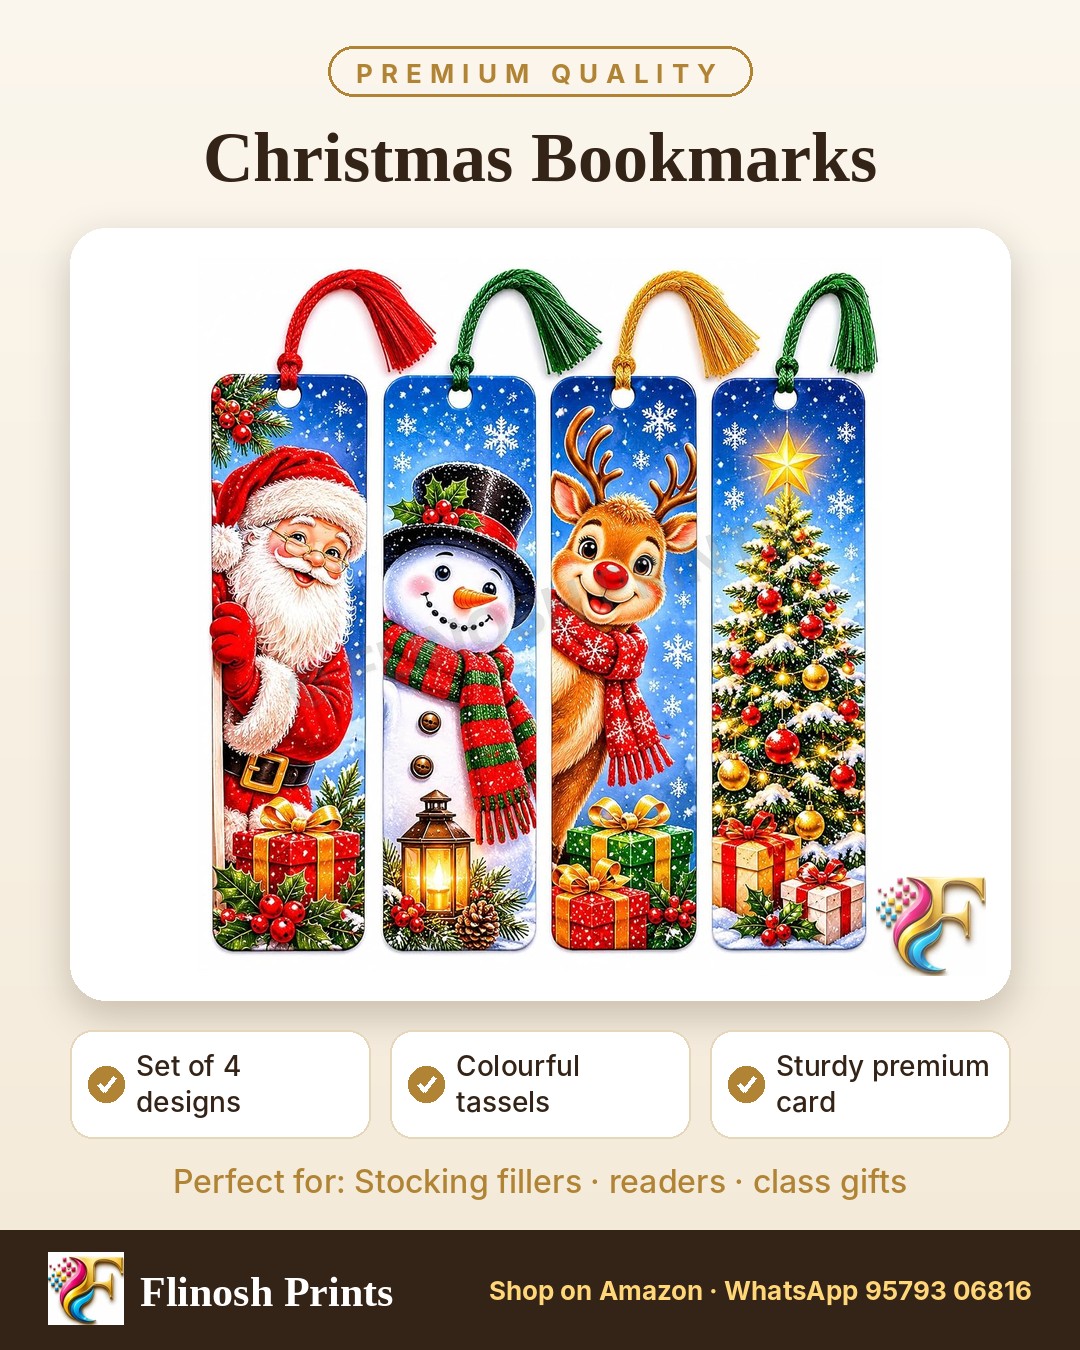 PREMIUM QUALITY
Christmas Bookmarks
F
Set of 4
designs
Colourful
tassels
Sturdy premium
card
Perfect for: Stocking fillers · readers · class gifts
F
Flinosh Prints
Shop on Amazon · WhatsApp 95793 06816